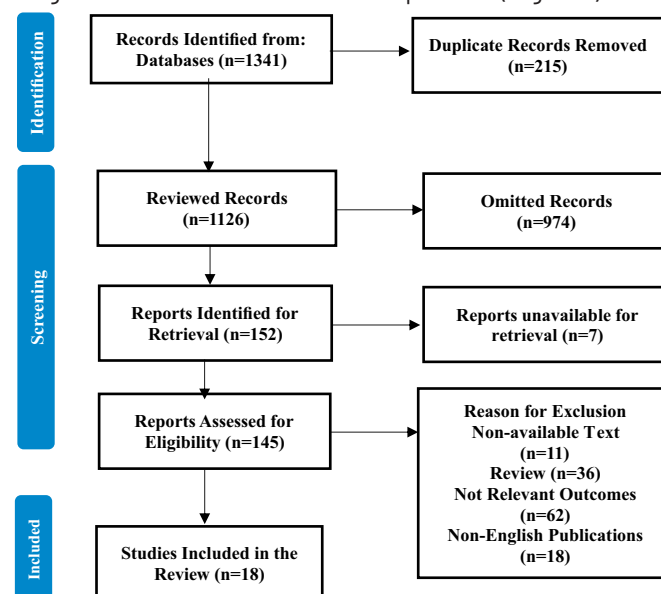 Identification
Records Identified from:
Databases (n=1341)
Duplicate Records Removed
(n=215)
Screening
Reviewed Records
(n=1126)
Omitted Records
(n=974)
Reports Identified for
Retrieval (n=152)
Reports unavailable for
retrieval (n=7)
Reports Assessed for
Eligibility (n=145)
Reason for Exclusion
Non-available Text
(n=11)
Review (n=36)
Not Relevant Outcomes
(n=62)
Non-English Publications
(n=18)
Included
Studies Included in the
Review (n=18)